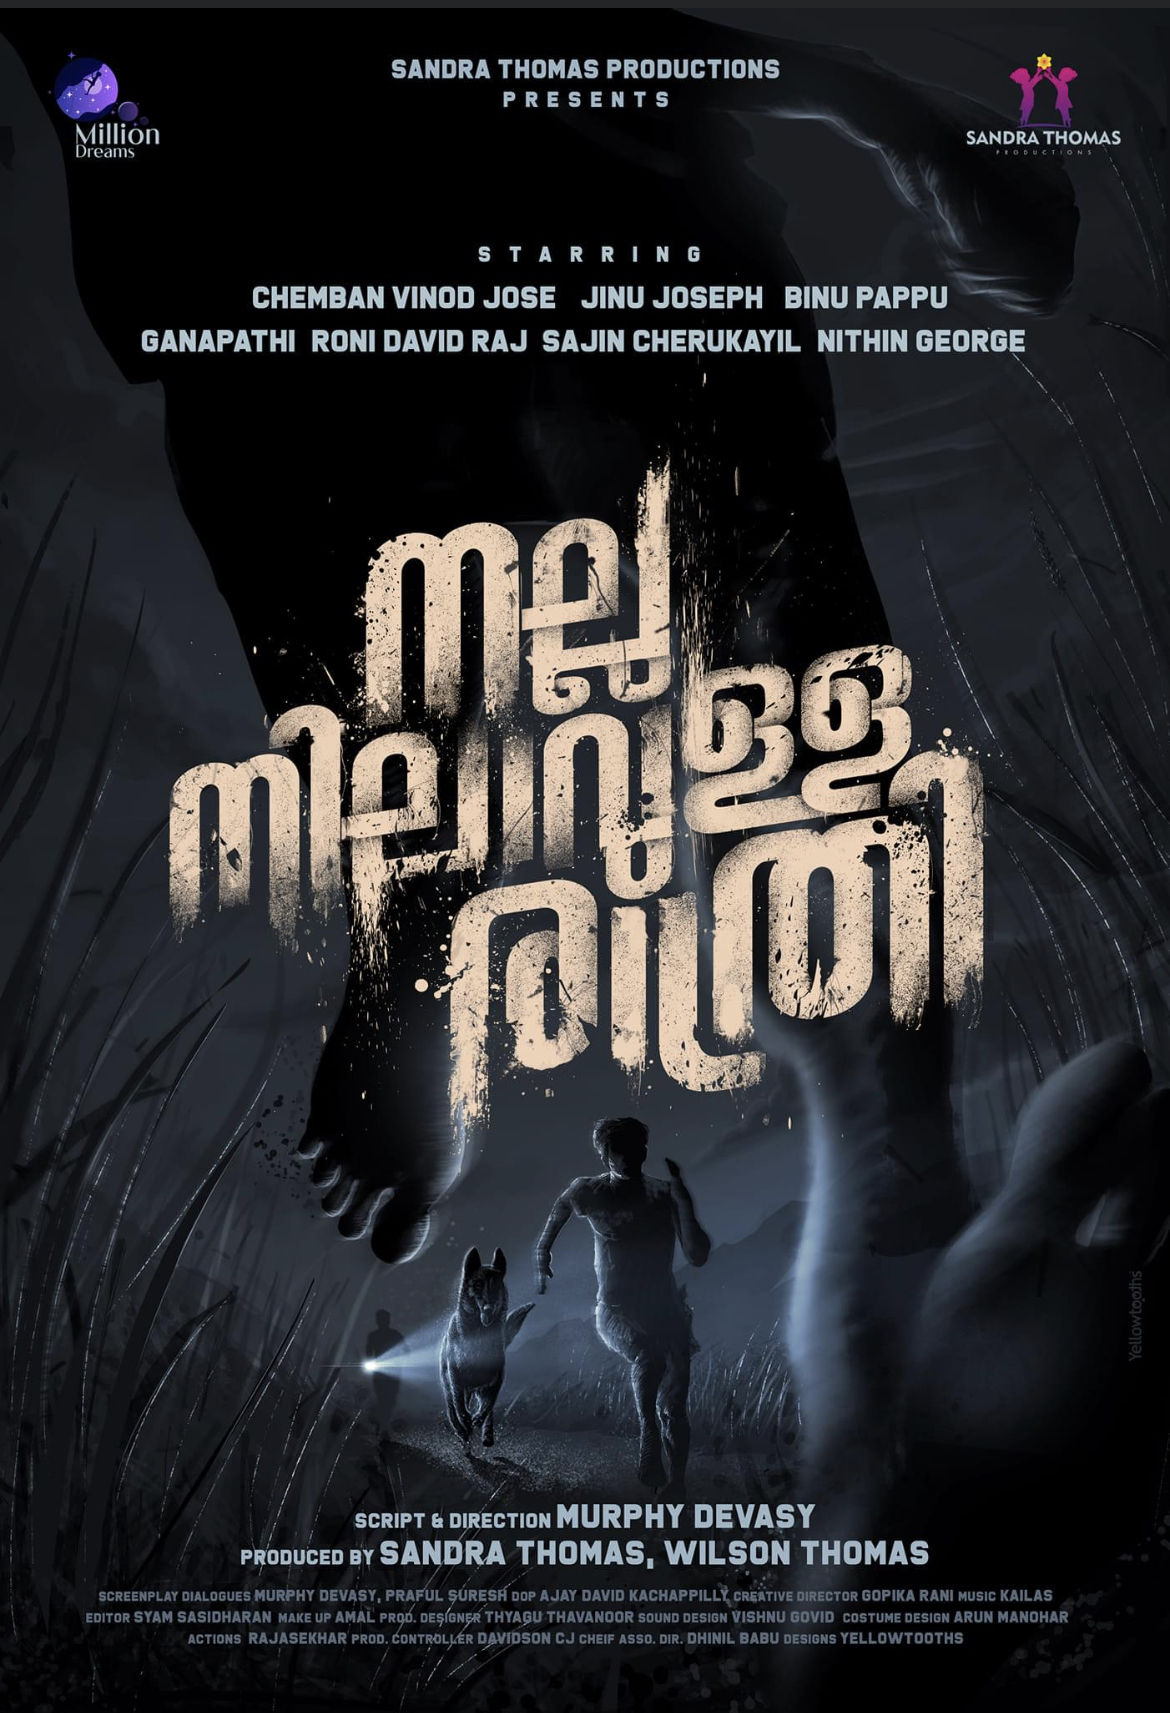 Million
Dreams
SANDRA THOMAS PRODUCTIONS
PRESENTS
SANDRA THOMAS
PRODUCTIONS
STARRING
CHEMBAN VINOD JOSE JINU JOSEPH BINU PAPPU
GANAPATHI RONI DAVID RAJ SAJIN CHERUKAYIL NITHIN GEORGE
നല്ല
നിലാവുള്ള
രാത്രി
Yellowtooths
SCRIPT & DIRECTION MURPHY DEVASY
PRODUCED BY SANDRA THOMAS, WILSON THOMAS
SCREENPLAY DIALOGUES MURPHY DEVASY, PRAFUL SURESH DOP AJAY DAVID KACHAPPILLY CREATIVE DIRECTOR GOPIKA RANI MUSIC KAILAS
EDITOR SYAM SASIDHARAN MAKE UP AMAL PROD. DESIGNER THYAGU THAVANOOR SOUND DESIGN VISHNU GOVID COSTUME DESIGN ARUN MANOHAR
ACTIONS RAJASEKHAR PROD. CONTROLLER DAVIDSON CJ CHEIF ASSO. DIR. DHINIL BABU DESIGNS YELLOWTOOTHS